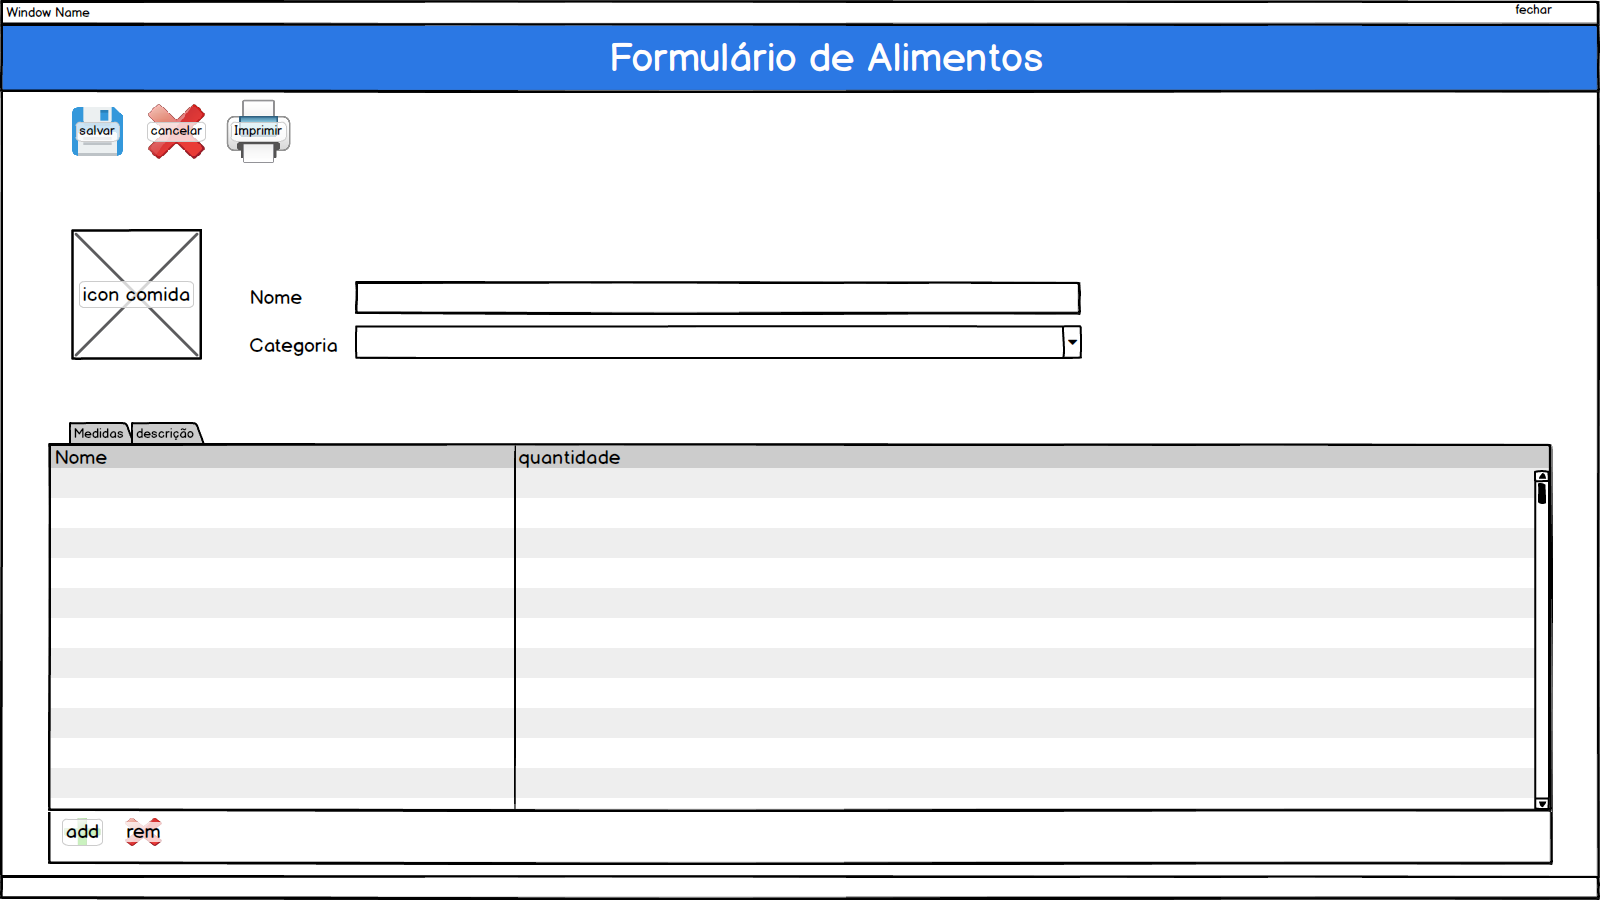 Window Name
fechar
Formulário de Alimentos
salvar
cancelar
Imprimir
icon comida
Nome
Categoria
Medidas
descrição
Nome
quantidade
add
rem